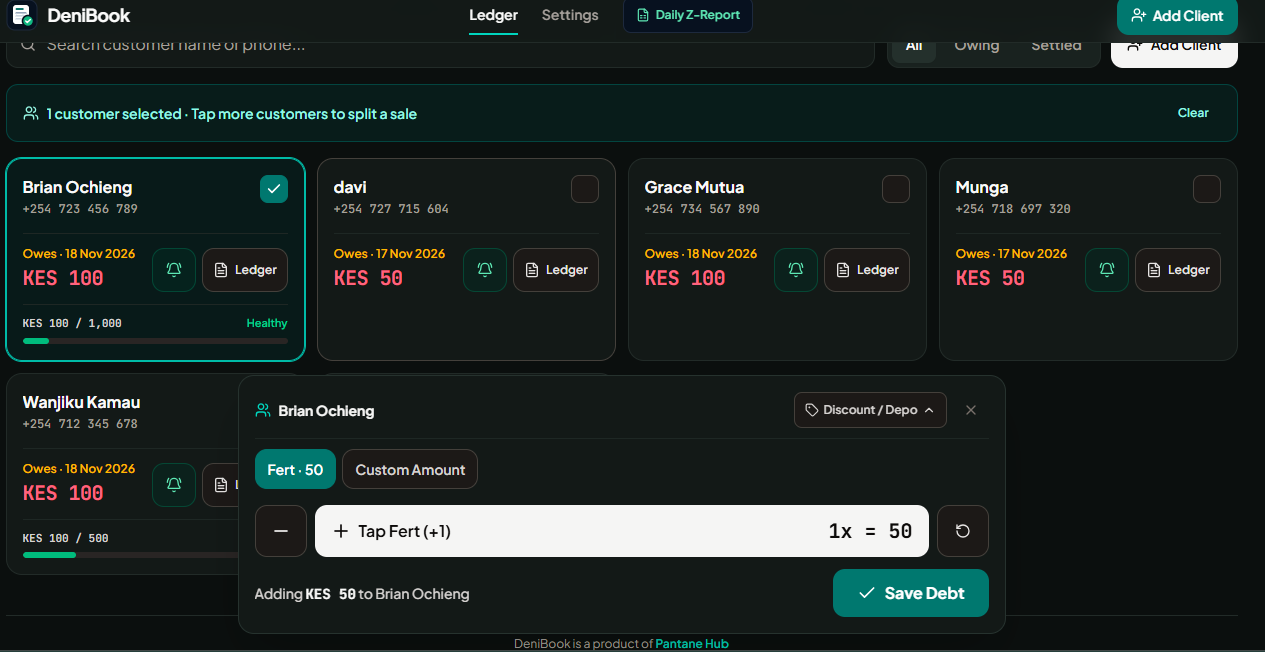 DeniBook
Ledger
Settings
Daily Z-Report
Add Client
Search customer name or phone...
All
Owing
Settled
Add Client
1 customer selected · Tap more customers to split a sale
Clear
Brian Ochieng
+254 723 456 789
Owes · 18 Nov 2026
KES 100
Ledger
KES 100 / 1,000
Healthy
davi
+254 727 715 604
Owes · 17 Nov 2026
KES 50
Ledger
Grace Mutua
+254 734 567 890
Owes · 18 Nov 2026
KES 100
Ledger
Munga
+254 718 697 320
Owes · 17 Nov 2026
KES 50
Ledger
Wanjiku Kamau
+254 712 345 678
Owes · 18 Nov 2026
KES 100
KES 100 / 500
Brian Ochieng
Discount / Depo
Fert · 50
Custom Amount
Tap Fert (+1)
1x = 50
Adding KES 50 to Brian Ochieng
Save Debt
DeniBook is a product of Pantane Hub